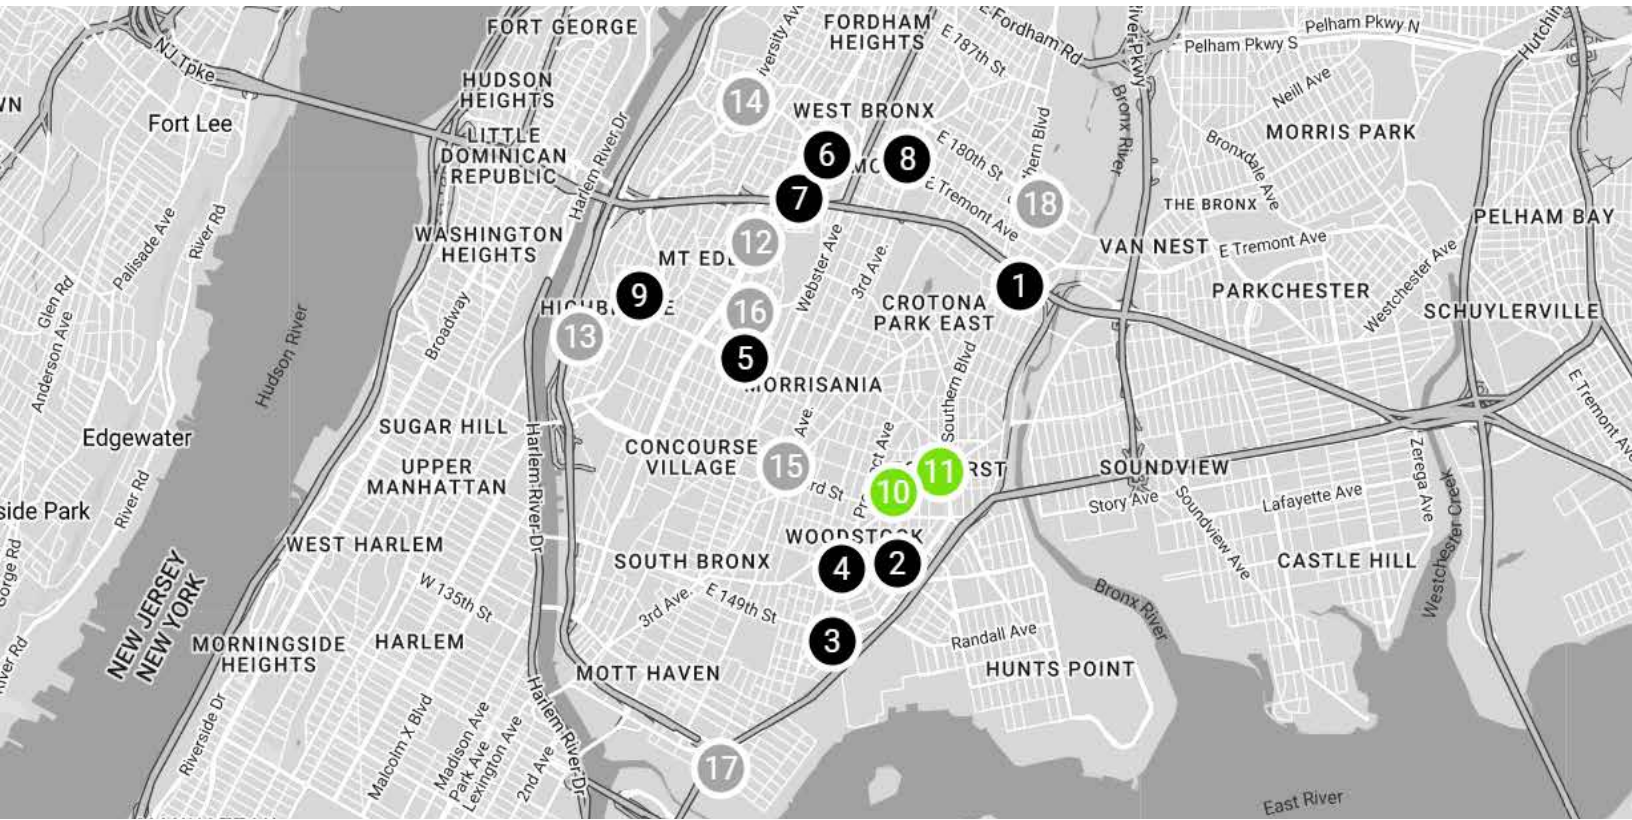 FORT GEORGE
FORDHAM
HEIGHTS
E Fordham Rd
E 187th St
Pelham Pkwy N
Pelham Pkwy S
NJ Tpke
HUDSON
HEIGHTS
Fort Lee
14
WEST BRONX
Neill Ave
MORRIS PARK
LITTLE
DOMINICAN
REPUBLIC
Harlem River Dr
Harlem River
6
8
E 180th St
Bronx River
Bronxdale Ave
7
E Tremont Ave
18
THE BRONX
PELHAM BAY
Palisade Ave
River Rd
WASHINGTON
HEIGHTS
12
VAN NEST
E Tremont Ave
Webster Ave
3rd Ave.
1
PARKCHESTER
Westchester Ave
SCHUYLERVILLE
Glen Rd
Anderson Ave
Hudson River
Broadway
9
13
16
CROTONA
PARK EAST
5
MORRISANIA
Southern Blvd
E Tremont Ave
Edgewater
SUGAR HILL
CONCOURSE
VILLAGE
15
Ave.
rd St
10
11
SOUNDVIEW
UPPER
MANHATTAN
Story Ave
Soundview Ave
Lafayette Ave
Zerega Ave
Westchester Creek
River Rd
side Park
WOODSTOCK
WEST HARLEM
Harlem River Dr
SOUTH BRONX
4
2
CASTLE HILL
NEW JERSEY
NEW YORK
W 135th St
3rd Ave.
E 149th St
Bronx River
3
Randall Ave
MORNINGSIDE
HEIGHTS
HARLEM
MOTT HAVEN
HUNTS POINT
Riverside Dr
Malcolm X Blvd
Madison Ave
Park Ave
Lexington Ave
2nd Ave
Harlem River Dr
17
East River